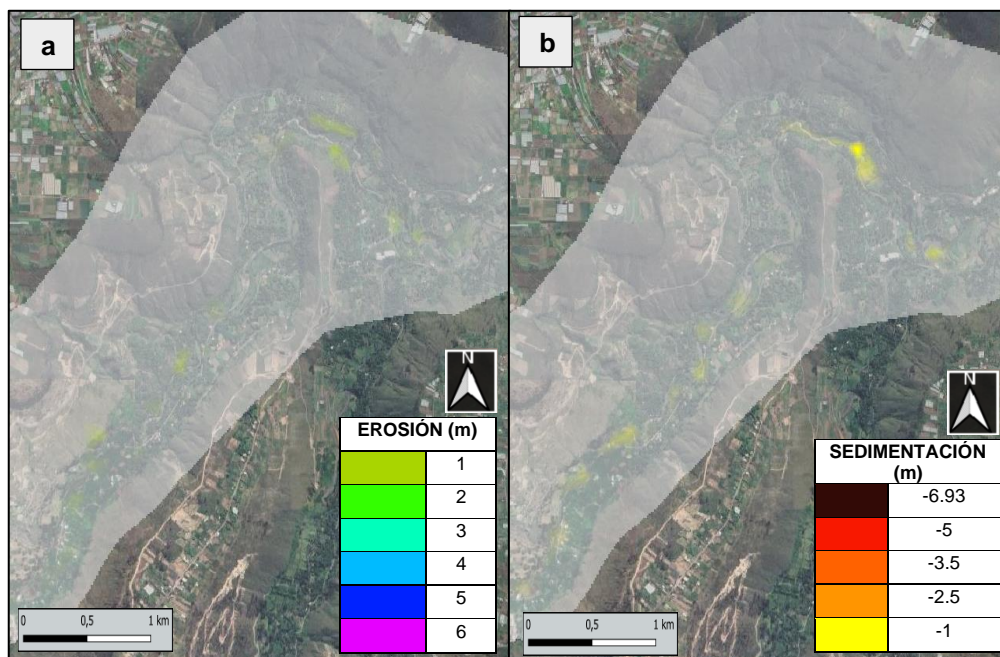 a
N
EROSIÓN (m)
1
2
3
4
5
6
0 0,5 1 km
b
N
SEDIMENTACIÓN
(m)
-6.93
-5
-3.5
-2.5
-1
0 0,5 1 km